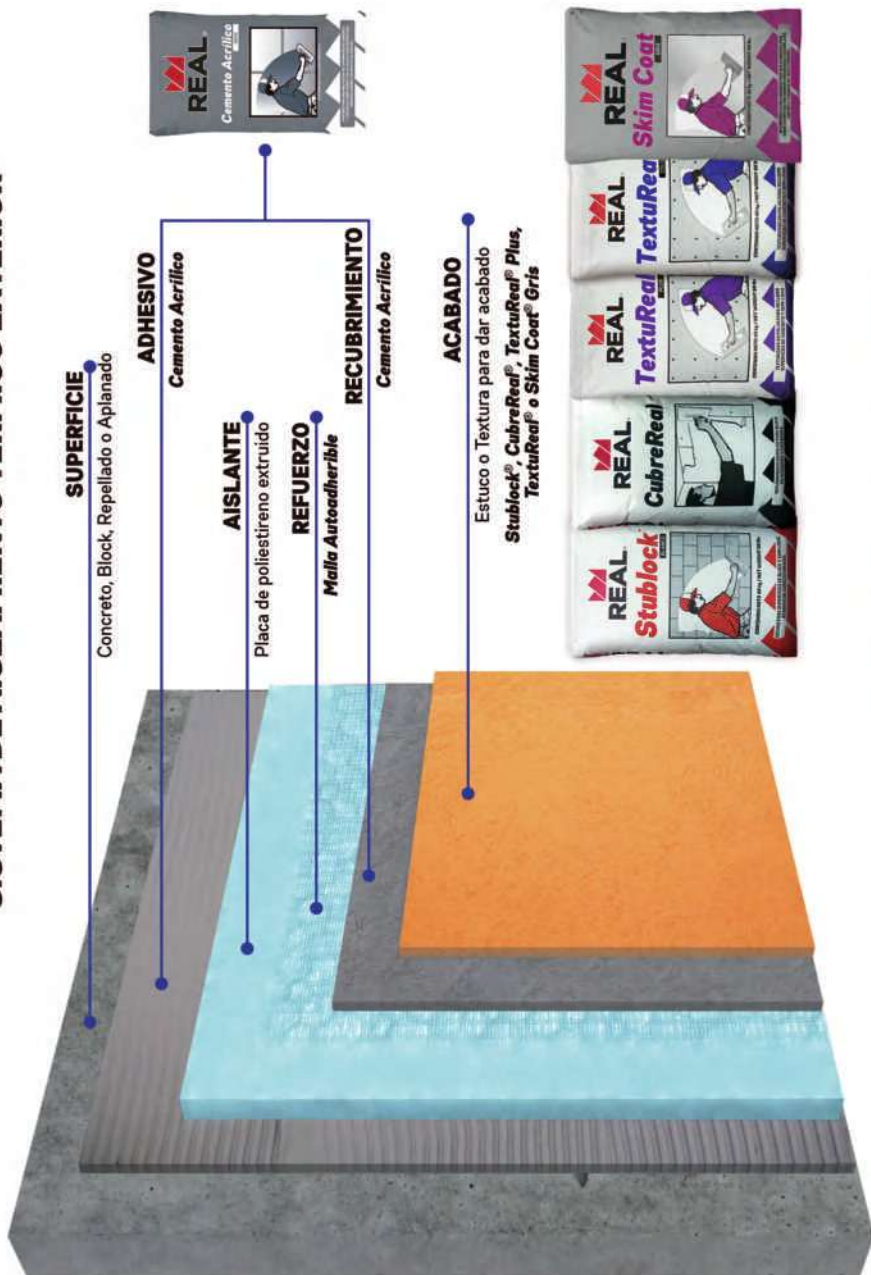 SUPERFICIE
Concreto, Block, Repellado o Aplanado
ADHESIVO
Cemento Acrílico
AISLANTE
Placa de poliestireno extruido
REFUERZO
Malla Autoadherible
RECUBRIMIENTO
Cemento Acrílico
ACABADO
Estuco o Textura para dar acabado
Stublock®, CubreReal®, TextuReal® Plus,
TextuReal® o Skim Coat® Gris
REAL
Cemento Acrílico
REAL
Stublock
REAL
CubreReal
REAL
TextuReal
REAL
TextuReal
REAL
Skim Coat